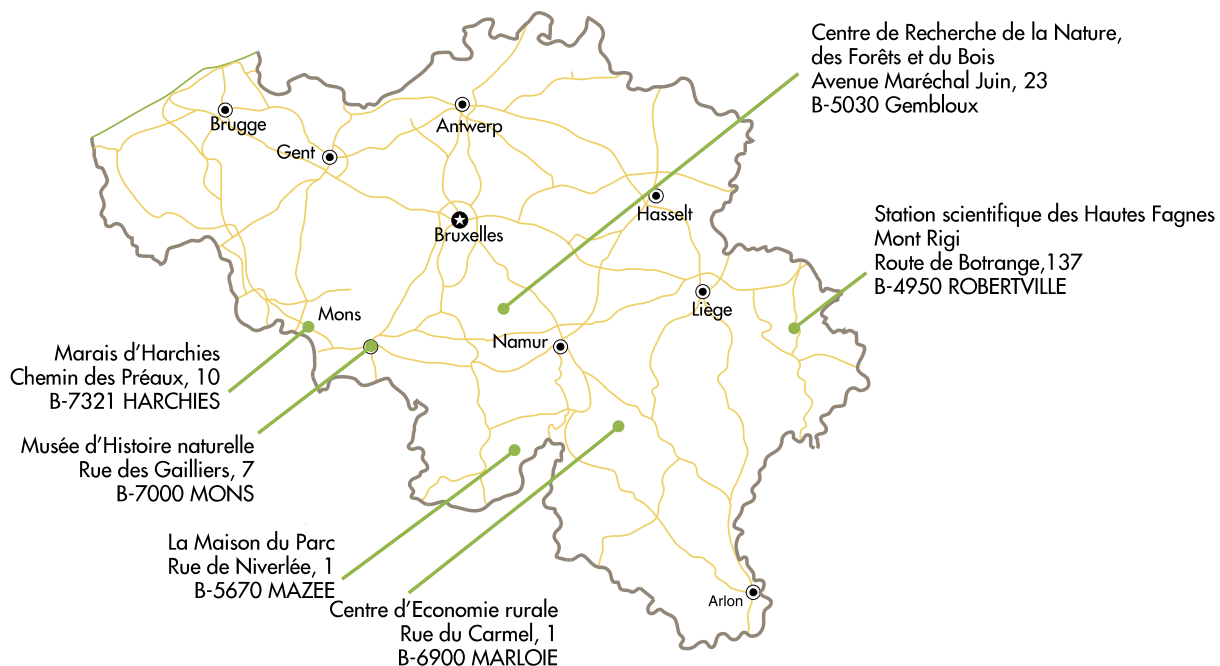 Centre de Recherche de la Nature,
des Forêts et du Bois
Avenue Maréchal Juin, 23
B-5030 Gembloux
Brugge
Antwerp
Gent
Hasselt
Bruxelles
Station scientifique des Hautes Fagnes
Mont Rigi
Route de Botrange,137
B-4950 ROBERTVILLE
Liège
Mons
Namur
Marais d'Harchies
Chemin des Préaux, 10
B-7321 HARCHIES
Musée d'Histoire naturelle
Rue des Gailliers, 7
B-7000 MONS
La Maison du Parc
Rue de Niverlée, 1
B-5670 MAZEE
Centre d'Economie rurale
Rue du Carmel, 1
B-6900 MARLOIE
Arlon